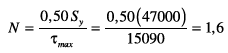 N = 0,50 S_y / τ_max = 0,50(47000) / 15090 = 1,6